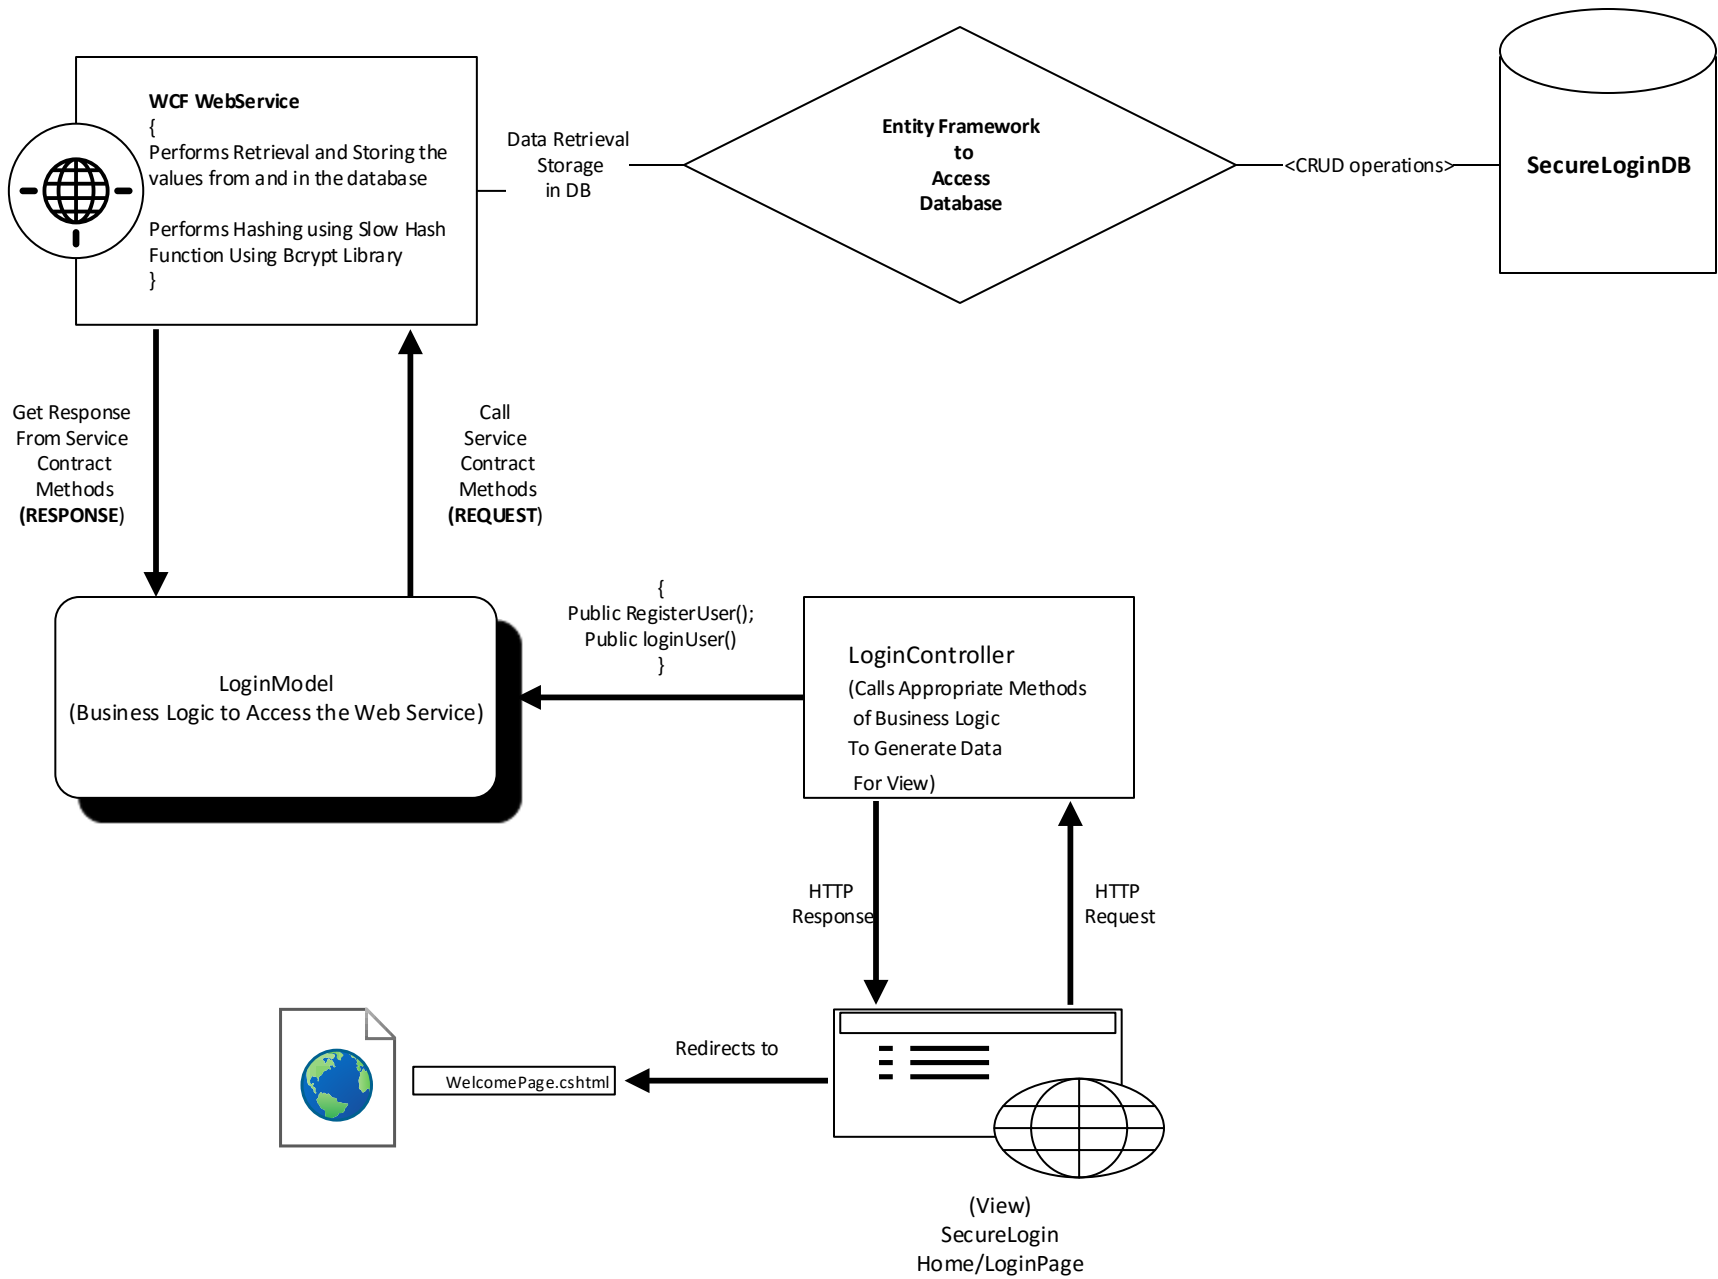 WCF WebService
{
Performs Retrieval and Storing the
values from and in the database
Performs Hashing using Slow Hash
Function Using Bcrypt Library
}
Data Retrieval
Storage
in DB
Entity Framework
to
Access
Database
<CRUD operations>
SecureLoginDB
Get Response
From Service
Contract
Methods
(RESPONSE)
Call
Service
Contract
Methods
(REQUEST)
LoginModel
(Business Logic to Access the Web Service)
{
Public RegisterUser();
Public loginUser()
}
LoginController
(Calls Appropriate Methods
of Business Logic
To Generate Data
For View)
HTTP
Response
HTTP
Request
Redirects to
WelcomePage.cshtml
(View)
SecureLogin
Home/LoginPage